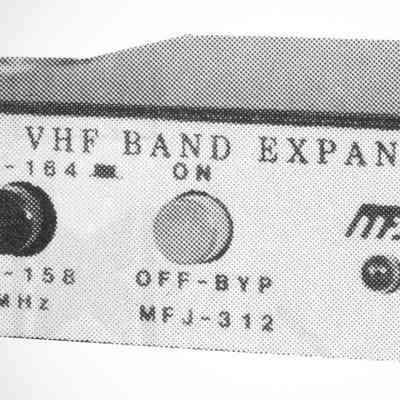 VHF BAND EXPAN
-164
ON
-158
OFF-BYP
MHz
MFJ-312